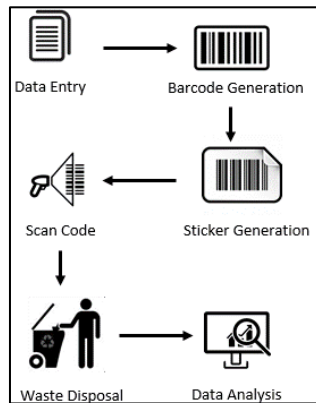 Data Entry
Barcode Generation
Scan Code
Sticker Generation
Waste Disposal
Data Analysis